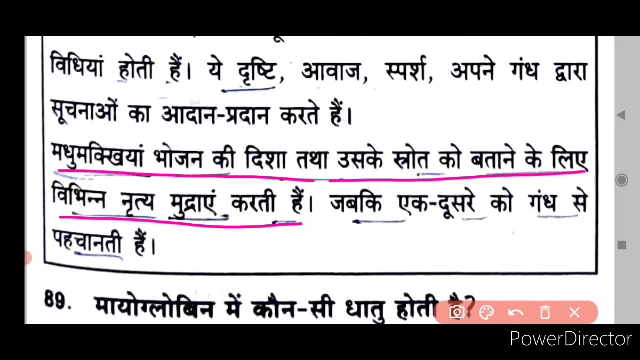 विधियां होती हैं। ये दृष्टि, आवाज, स्पर्श, अपने गंध द्वारा
सूचनाओं का आदान-प्रदान करते हैं।
मधुमक्खियां भोजन की दिशा तथा उसके स्रोत को बताने के लिए
विभिन्न नृत्य मुद्राएं करती हैं। जबकि एक-दूसरे को गंध से
पहचानती हैं।
89. मायोग्लोबिन में कौन-सी धातु होती है?
PowerDirector